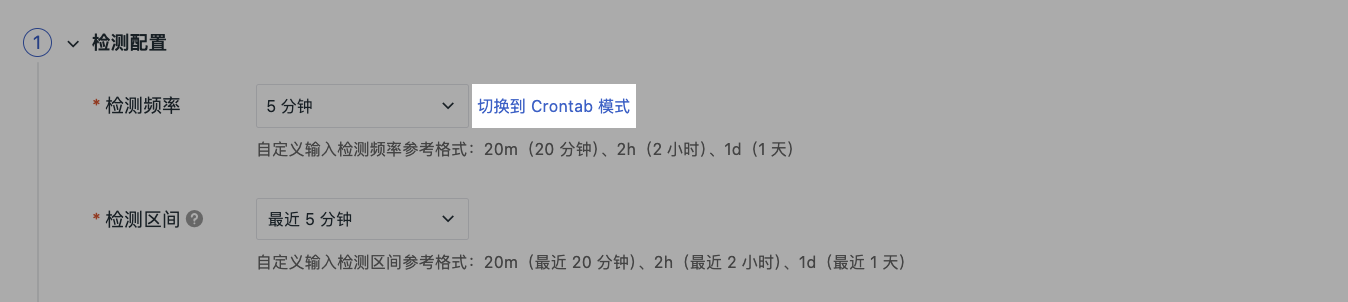 1 检测配置
* 检测频率 5 分钟 切换到 Crontab 模式
自定义输入检测频率参考格式：20m（20 分钟）、2h（2 小时）、1d（1 天）
* 检测区间 ? 最近 5 分钟
自定义输入检测区间参考格式：20m（最近 20 分钟）、2h（最近 2 小时）、1d（最近 1 天）